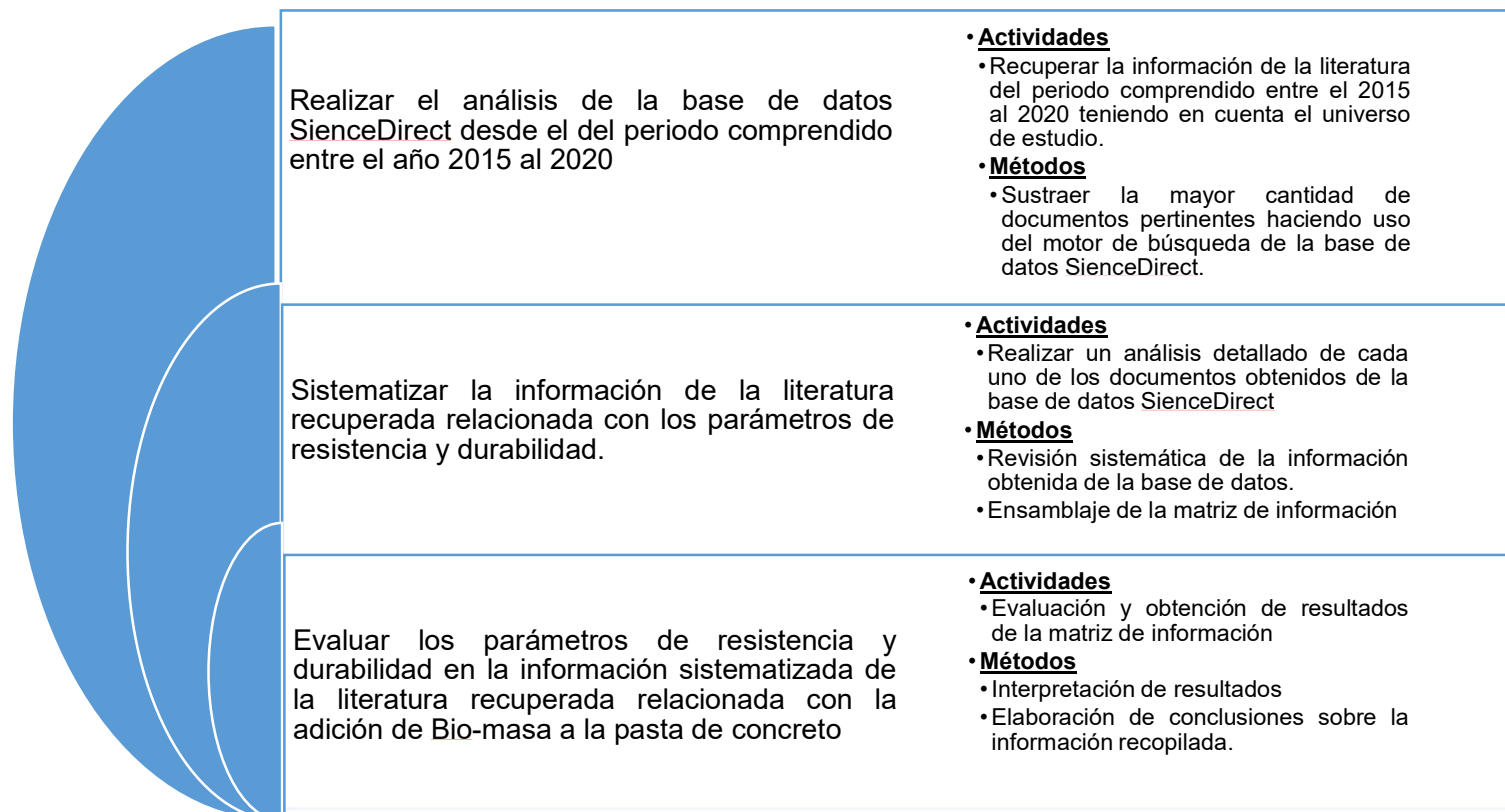 Realizar el análisis de la base de datos
SienceDirect desde el del periodo comprendido
entre el año 2015 al 2020
• Actividades
• Recuperar la información de la literatura
del periodo comprendido entre el 2015
al 2020 teniendo en cuenta el universo
de estudio.
• Métodos
• Sustraer la mayor cantidad de
documentos pertinentes haciendo uso
del motor de búsqueda de la base de
datos SienceDirect.
Sistematizar la información de la literatura
recuperada relacionada con los parámetros de
resistencia y durabilidad.
• Actividades
• Realizar un análisis detallado de cada
uno de los documentos obtenidos de la
base de datos SienceDirect
• Métodos
• Revisión sistemática de la información
obtenida de la base de datos.
• Ensamblaje de la matriz de información
Evaluar los parámetros de resistencia y
durabilidad en la información sistematizada de
la literatura recuperada relacionada con la
adición de Bio-masa a la pasta de concreto
• Actividades
• Evaluación y obtención de resultados
de la matriz de información
• Métodos
• Interpretación de resultados
• Elaboración de conclusiones sobre la
información recopilada.